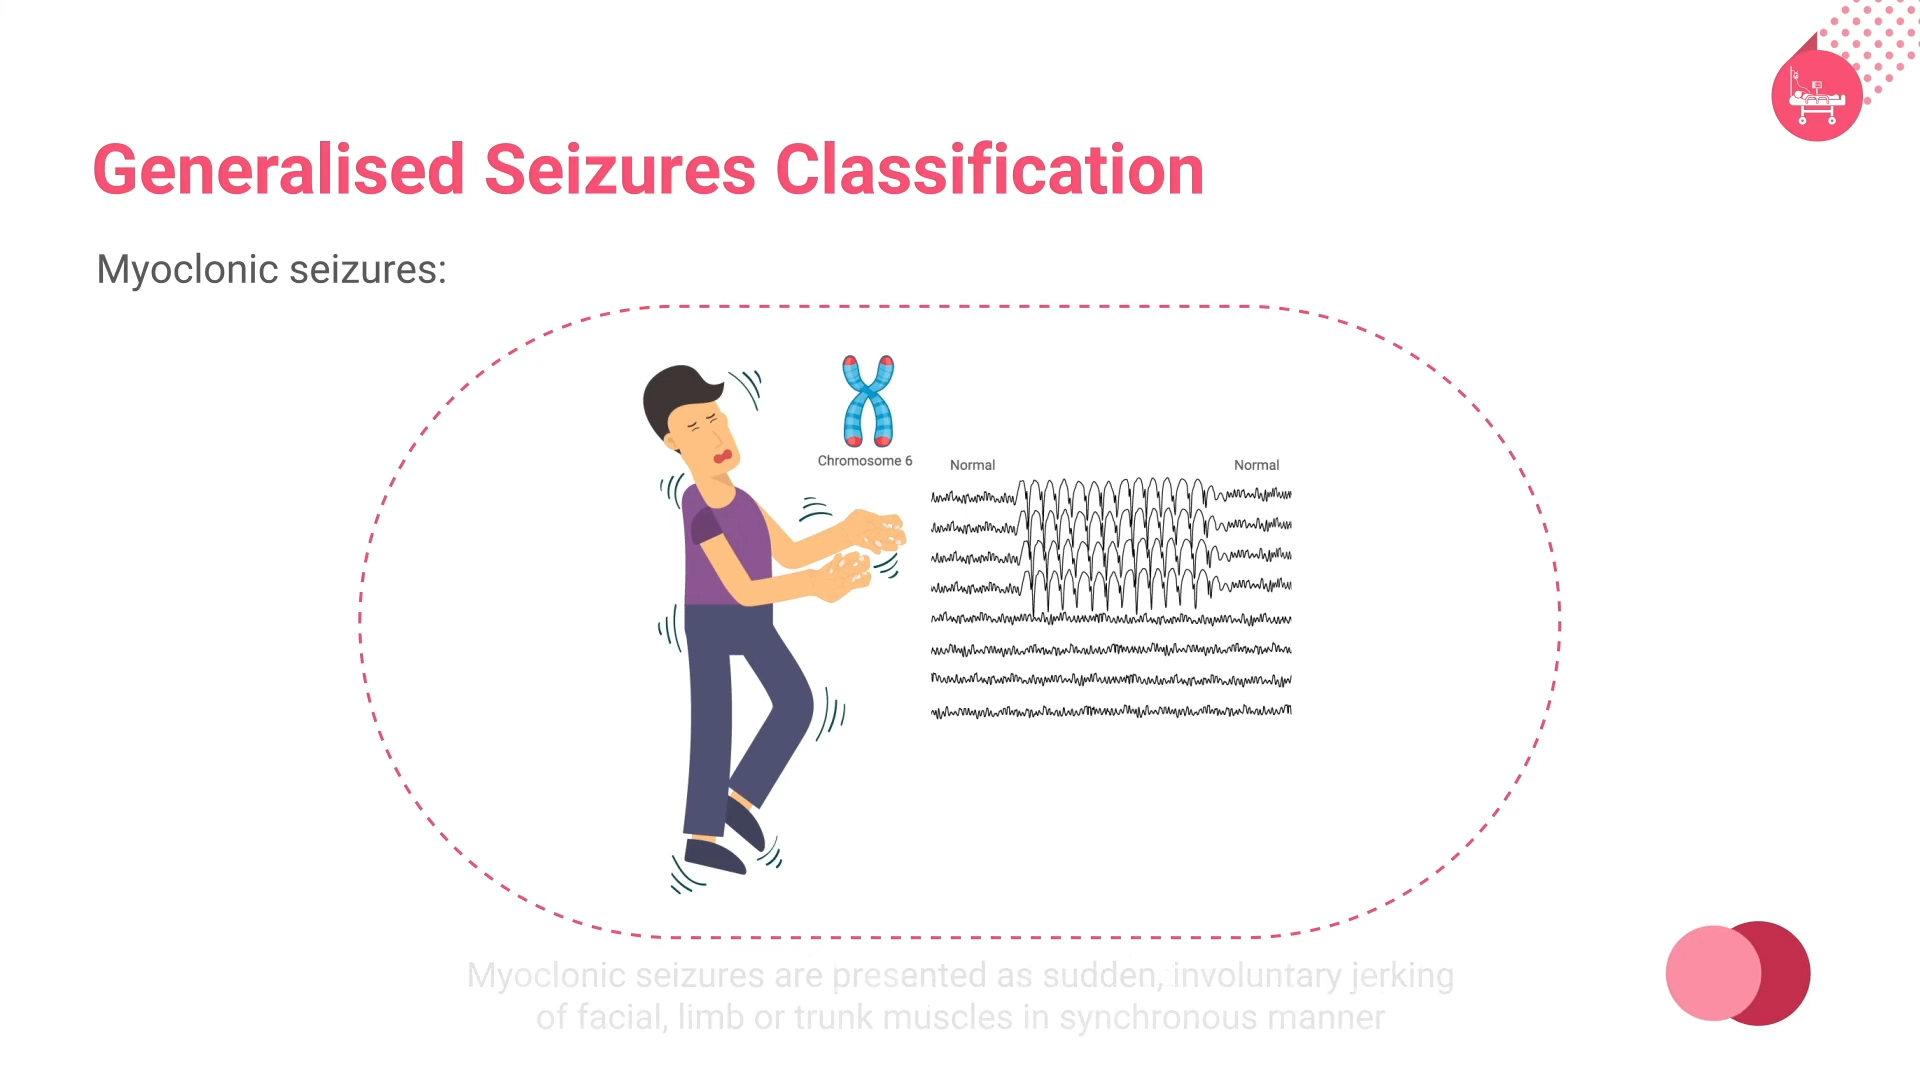 Generalised Seizures Classification
Myoclonic seizures:
Chromosome 6
Normal
Normal
Myoclonic seizures are presented as sudden, involuntary jerking
of facial, limb or trunk muscles in synchronous manner